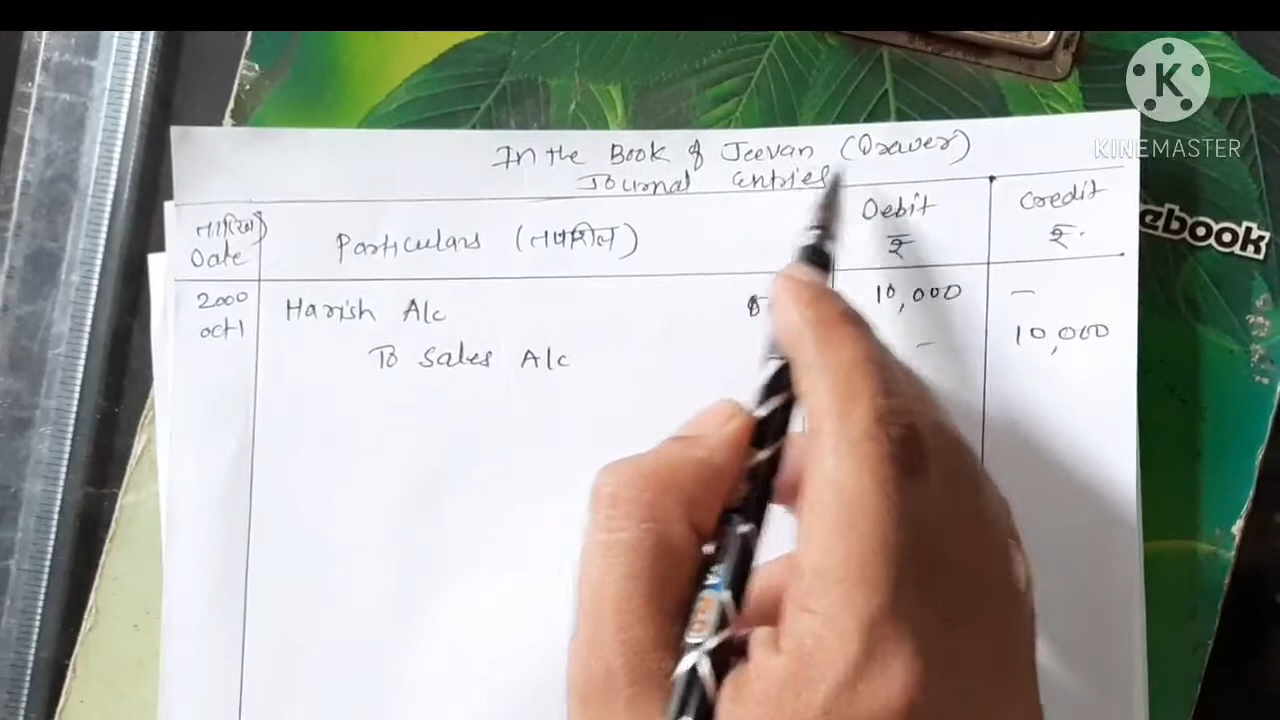 In the Book of Jeevan (Drawer)
Journal Entries
तारीख
Date
Particulars (तपशील)
Debit
₹
Credit
₹
2000
Oct 1
Harish A/c
10,000
—
To Sales A/c
-
10,000
K
KINEMASTER
ebook